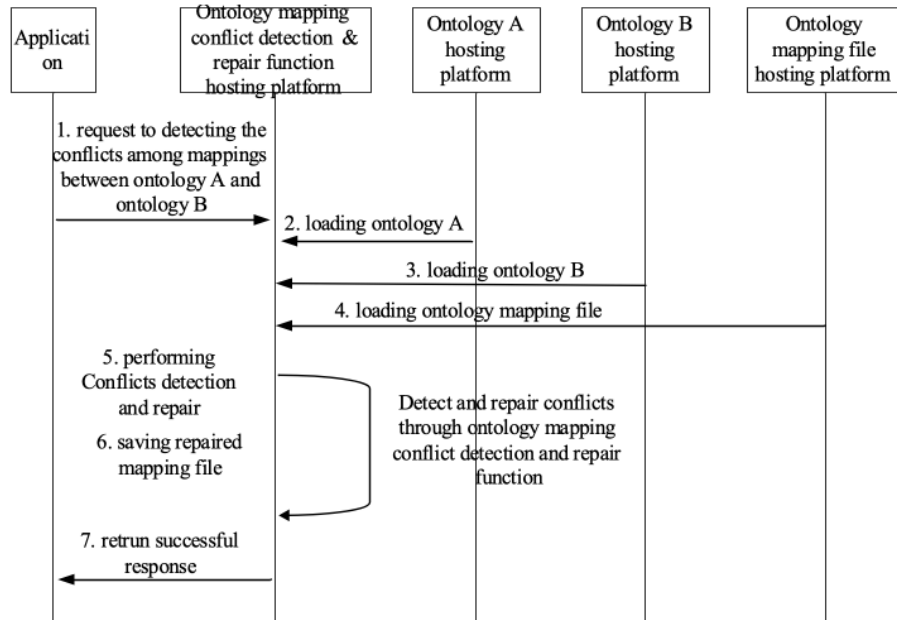 Applicati
on
Ontology mapping
conflict detection &
repair function
hosting platform
Ontology A
hosting
platform
Ontology B
hosting
platform
Ontology
mapping file
hosting platform
1. request to detecting the
conflicts among mappings
between ontology A and
ontology B
2. loading ontology A
3. loading ontology B
4. loading ontology mapping file
5. performing
Conflicts detection
and repair
6. saving repaired
mapping file
Detect and repair conflicts
through ontology mapping
conflict detection and repair
function
7. retrun successful
response